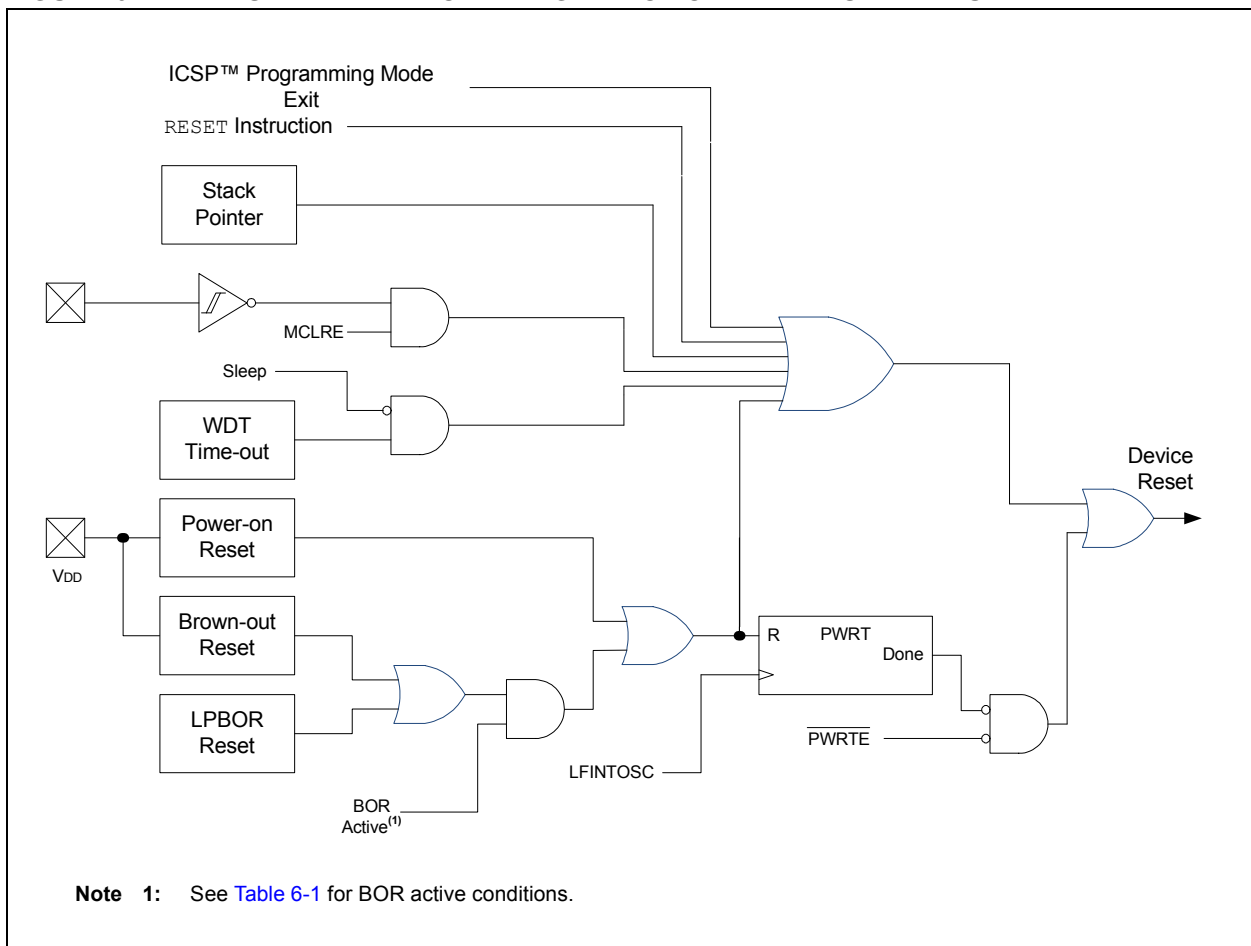 ICSP™ Programming Mode
Exit
RESET Instruction
Stack
Pointer
MCLRE
Sleep
WDT
Time-out
Device
Reset
VDD
Power-on
Reset
Brown-out
Reset
R PWRT
Done
LPBOR
Reset
PWRTE
LFINTOSC
BOR
Active(1)
Note 1: See Table 6-1 for BOR active conditions.